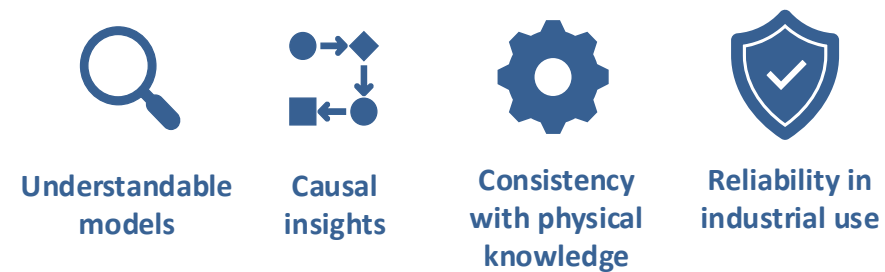 Understandable
models
Causal
insights
Consistency
with physical
knowledge
Reliability in
industrial use